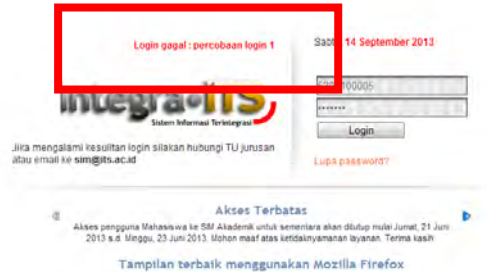 Login gagal : percobaan login 1
Sabtu, 14 September 2013
integra-iTS
Sistem Informasi Terintegrasi
Login
Jika mengalami kesulitan login silakan hubungi TU jurusan
atau email ke sim@its.ac.id
Lupa password?
Akses Terbatas
Akses pengguna Mahasiswa ke SIM Akademik untuk sementara akan ditutup mulai Jumat, 21 Juni
2013 s.d. Minggu, 23 Juni 2013. Mohon maaf atas ketidaknyamanan layanan. Terima kasih
Tampilan terbaik menggunakan Mozilla Firefox